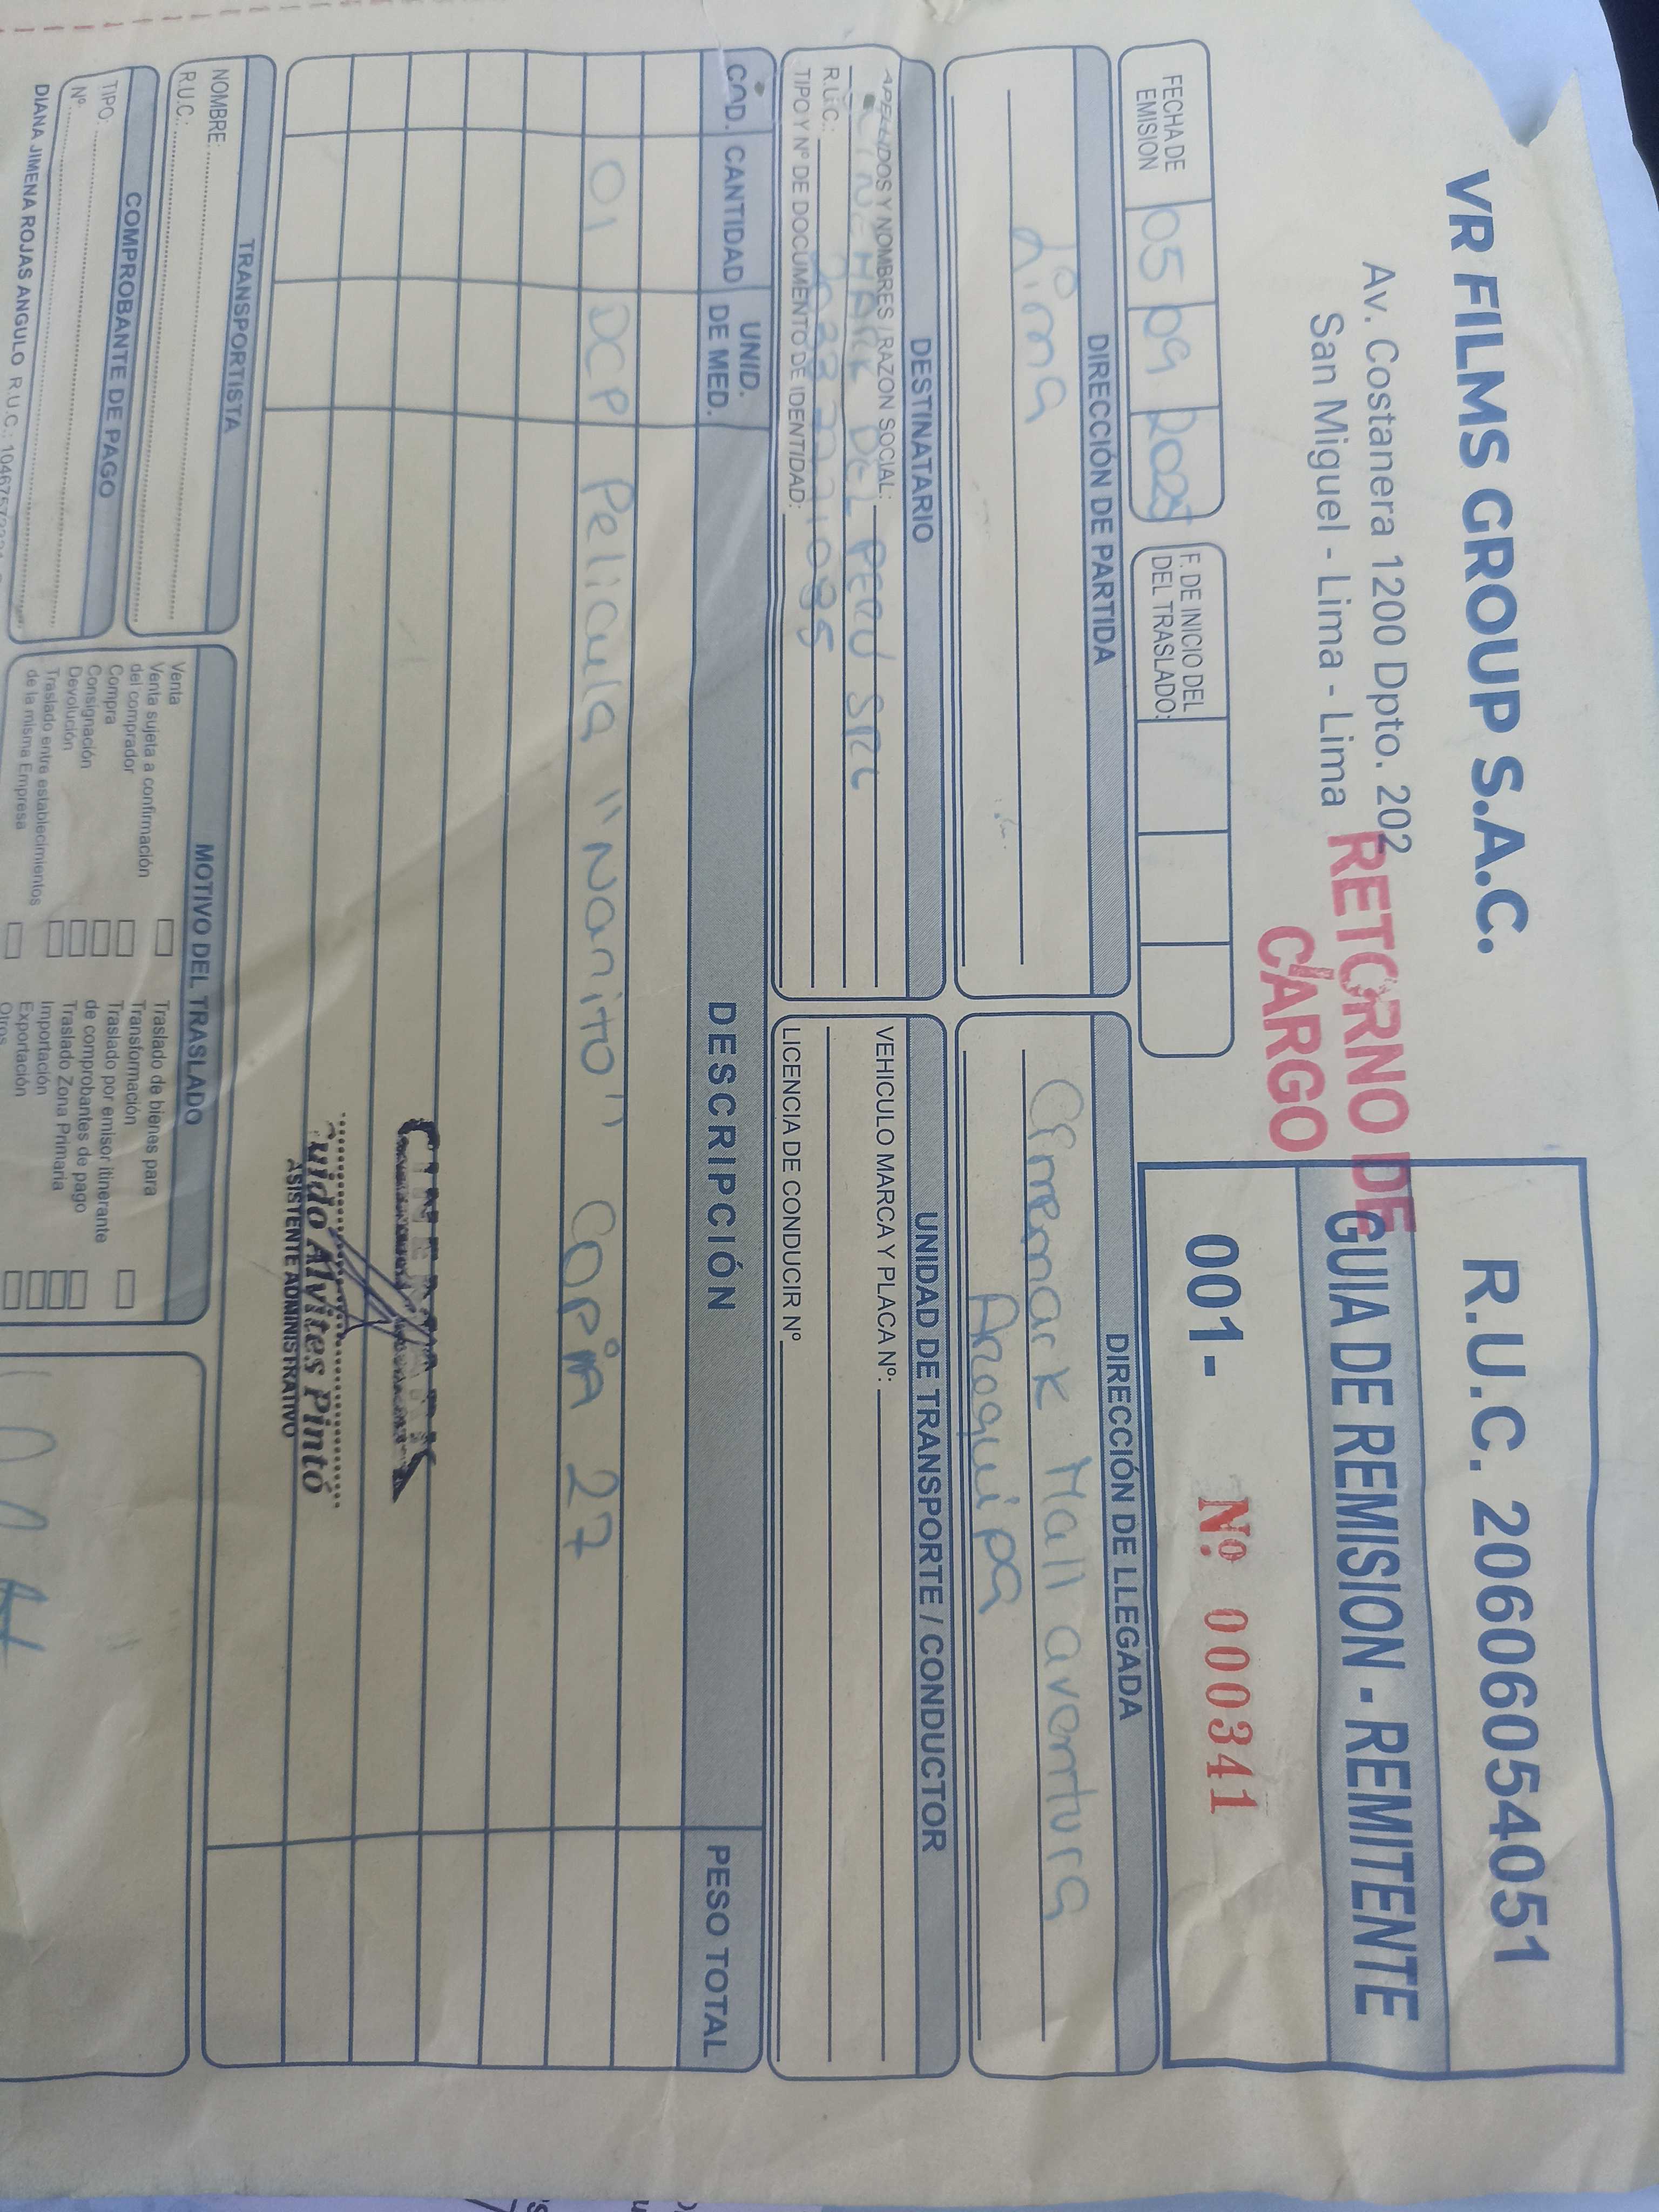 VR FILMS GROUP S.A.C.
Av. Costanera 1200 Dpto. 202
San Miguel - Lima - Lima
RETORNO DE
CARGO
R.U.C. 20606054051
GUIA DE REMISION - REMITENTE
001- Nº 000341
FECHA DE
EMISION
05 09
F. DE INICIO DEL
DEL TRASLADO:
DIRECCIÓN DE PARTIDA
Lima
DIRECCIÓN DE LLEGADA
Cinemark Mall aventura
Arequipa
DESTINATARIO
APELLIDOS Y NOMBRES / RAZON SOCIAL:
CINEMARK DEL PERU SRL
R.U.C.:
TIPO Y Nº DE DOCUMENTO DE IDENTIDAD:
UNIDAD DE TRANSPORTE / CONDUCTOR
VEHICULO MARCA Y PLACA Nº:
LICENCIA DE CONDUCIR Nº
CÓD. CANTIDAD UNID. DE MED. DESCRIPCIÓN PESO TOTAL
01 DCP Pelicula "Nanito" COPIA 27
CINEMARK
Guido Alvites Pinto
ASISTENTE ADMINISTRATIVO
TRANSPORTISTA
NOMBRE:
R.U.C.:
COMPROBANTE DE PAGO
TIPO:
Nº
DIANA JIMENA ROJAS ANGULO R.U.C.:
MOTIVO DEL TRASLADO
Venta
Venta sujeta a confirmación
del comprador
Compra
Consignación
Devolución
Traslado entre establecimientos
de la misma Empresa
Traslado de bienes para
Transformación
Traslado por emisor itinerante
de comprobantes de pago
Traslado Zona Primaria
Importación
Exportación
Otros